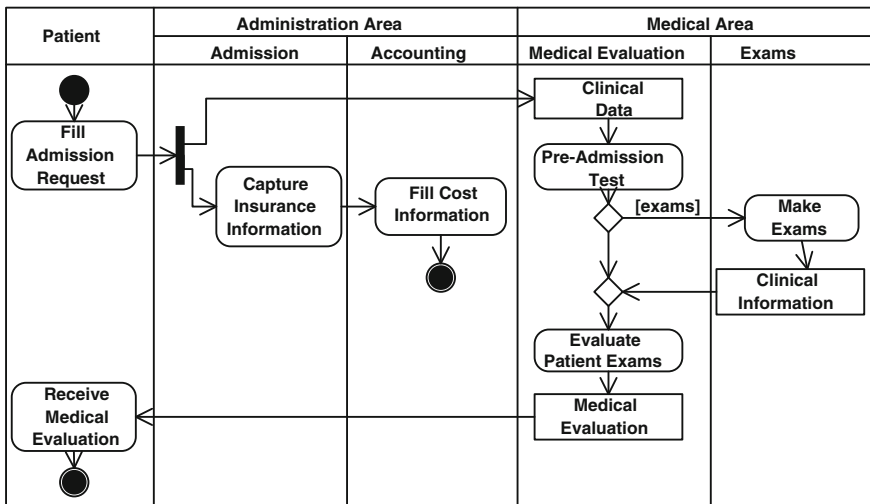 Patient
Administration Area
Medical Area
Admission
Accounting
Medical Evaluation
Exams
Fill
Admission
Request
Capture
Insurance
Information
Fill Cost
Information
Clinical
Data
Pre-Admission
Test
[exams]
Make
Exams
Clinical
Information
Evaluate
Patient Exams
Medical
Evaluation
Receive
Medical
Evaluation